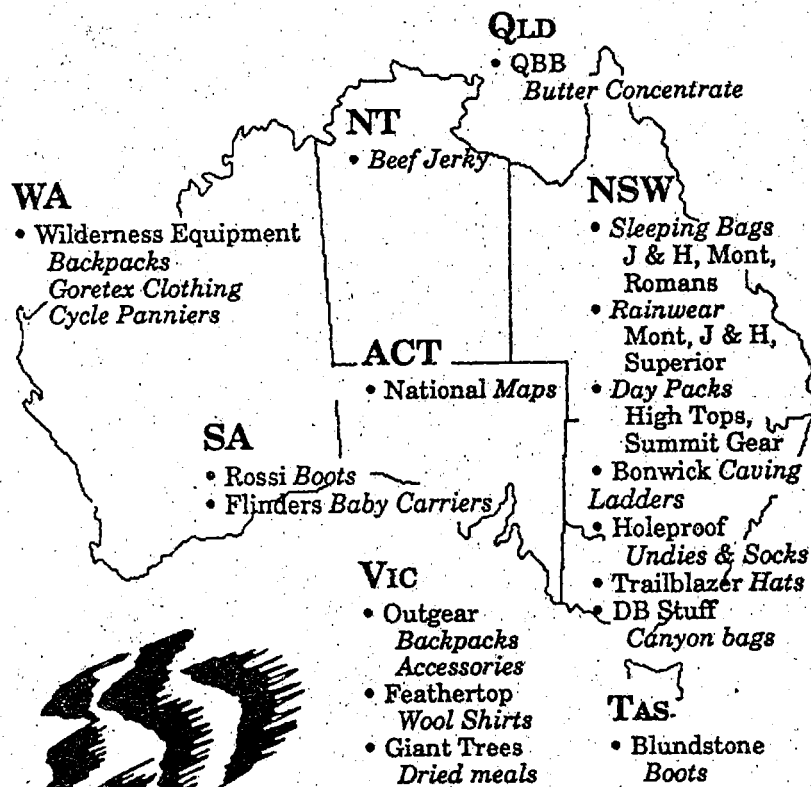 QLD
• QBB
Butter Concentrate
NT
• Beef Jerky
WA
• Wilderness Equipment
Backpacks
Goretex Clothing
Cycle Panniers
NSW
• Sleeping Bags
J & H, Mont,
Romans
• Rainwear
Mont, J & H,
Superior
• Day Packs
High Tops,
Summit Gear
• Bonwick Caving
Ladders
• Holeproof
Undies & Socks
• Trailblazer Hats
• DB Stuff
Canyon bags
ACT
• National Maps
SA
• Rossi Boots
• Flinders Baby Carriers
VIC
• Outgear
Backpacks
Accessories
• Feathertop
Wool Shirts
• Giant Trees
Dried meals
TAS.
• Blundstone
Boots